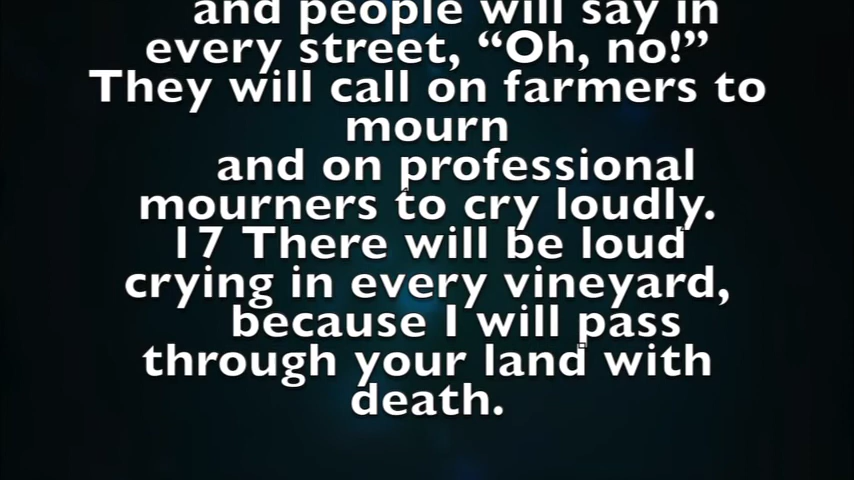 and people will say in
every street, “Oh, no!”
They will call on farmers to
mourn
and on professional
mourners to cry loudly.
17 There will be loud
crying in every vineyard,
because I will pass
through your land with
death.